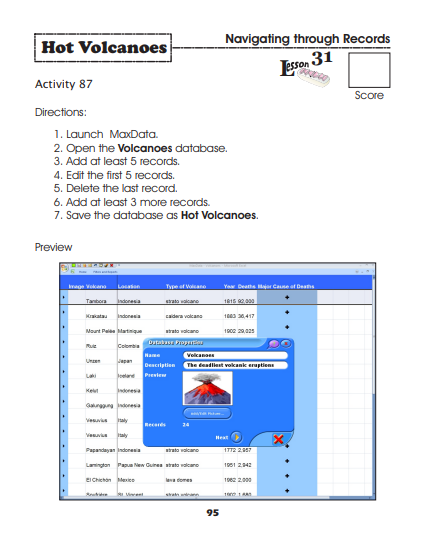 Hot Volcanoes
Navigating through Records
Lesson 31
Activity 87
Score
Directions:
1. Launch MaxData.
2. Open the Volcanoes database.
3. Add at least 5 records.
4. Edit the first 5 records.
5. Delete the last record.
6. Add at least 3 more records.
7. Save the database as Hot Volcanoes.
Preview
Image Volcano Location Type of Volcano Year Deaths Major Cause of Deaths
Tambora Indonesia strato volcano 1815 92,000
Krakatau Indonesia caldera volcano 1883 36,417
Mount Pelée Martinique strato volcano 1902 29,025
Ruiz Colombia
Database Properties
Name Volcanoes
Unzen Japan
Description The deadliest volcanic eruptions
Preview
Laki Iceland
Kelut Indonesia
Galunggung Indonesia
Add/Edit Picture...
Vesuvius Italy
Records 24
Vesuvius Italy
Next
Papandayan Indonesia strato volcano 1772 2,957
Lamington Papua New Guinea strato volcano 1951 2,942
El Chichón Mexico lava domes 1982 2,000
Soufrière St. Vincent strato volcano 1902 1,680
95